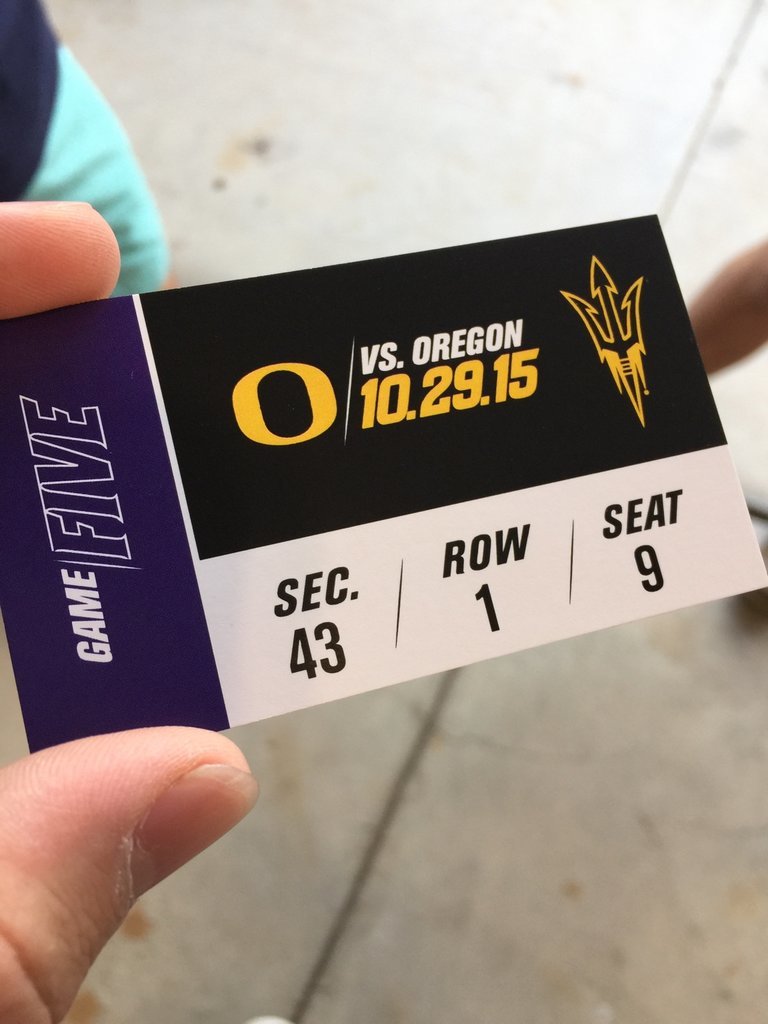 GAME FIVE
O
VS. OREGON
10.29.15
SEC. ROW SEAT
43 1 9